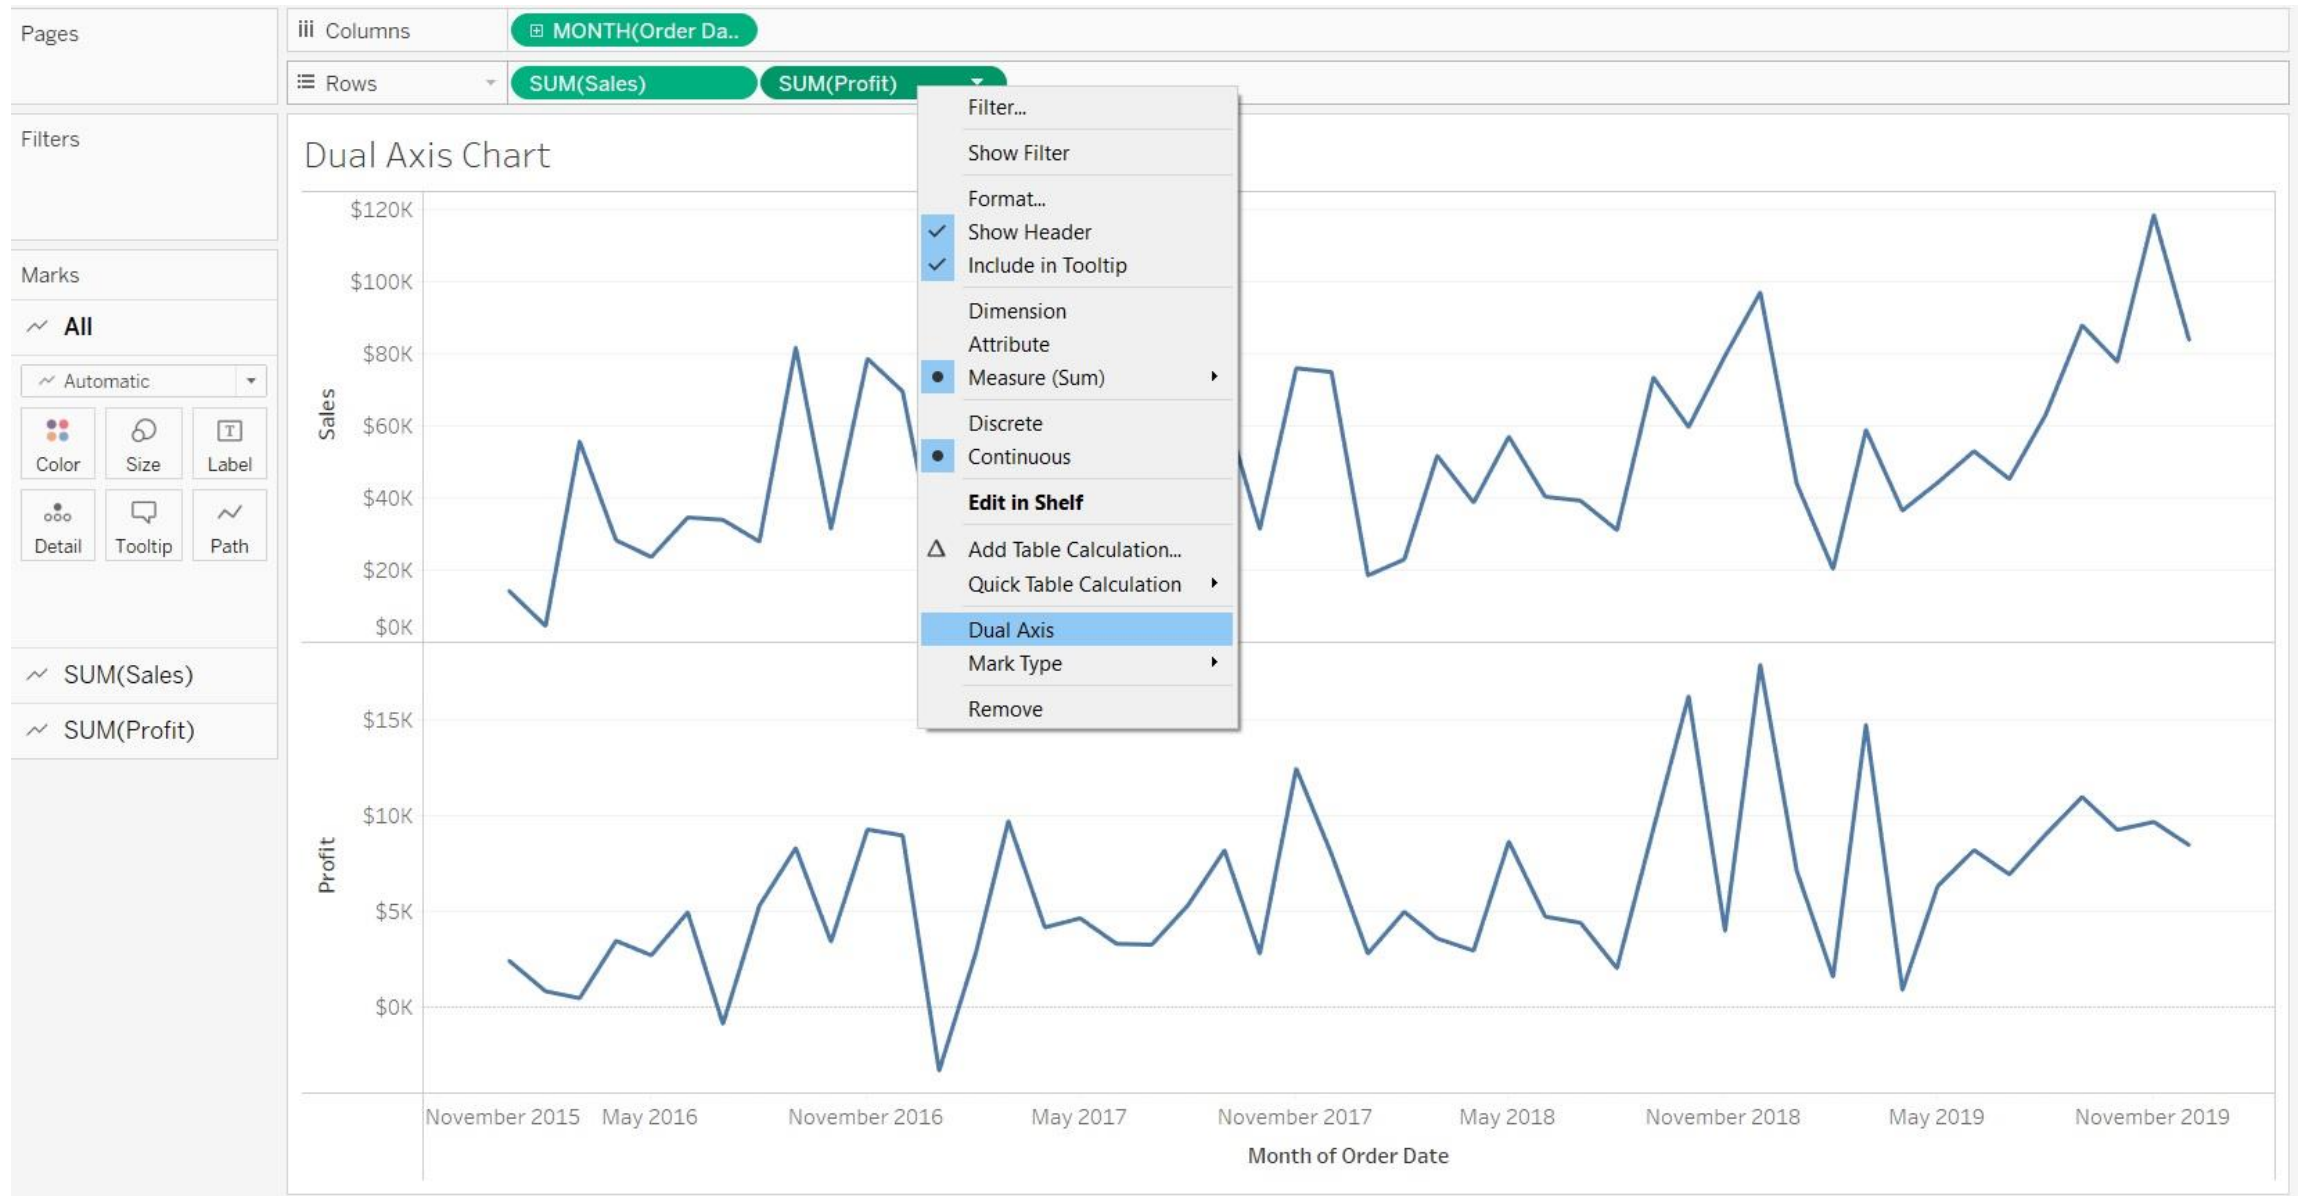 Pages
Columns
MONTH(Order Da..
Rows
SUM(Sales)
SUM(Profit)
Filters
Marks
All
Automatic
Color
Size
Label
Detail
Tooltip
Path
SUM(Sales)
SUM(Profit)
Filter...
Show Filter
Format...
Show Header
Include in Tooltip
Dimension
Attribute
Measure (Sum)
Discrete
Continuous
Edit in Shelf
Add Table Calculation...
Quick Table Calculation
Dual Axis
Mark Type
Remove
Dual Axis Chart
Sales
$120K
$100K
$80K
$60K
$40K
$20K
$0K
Profit
$15K
$10K
$5K
$0K
November 2015 May 2016 November 2016 May 2017 November 2017 May 2018 November 2018 May 2019 November 2019
Month of Order Date